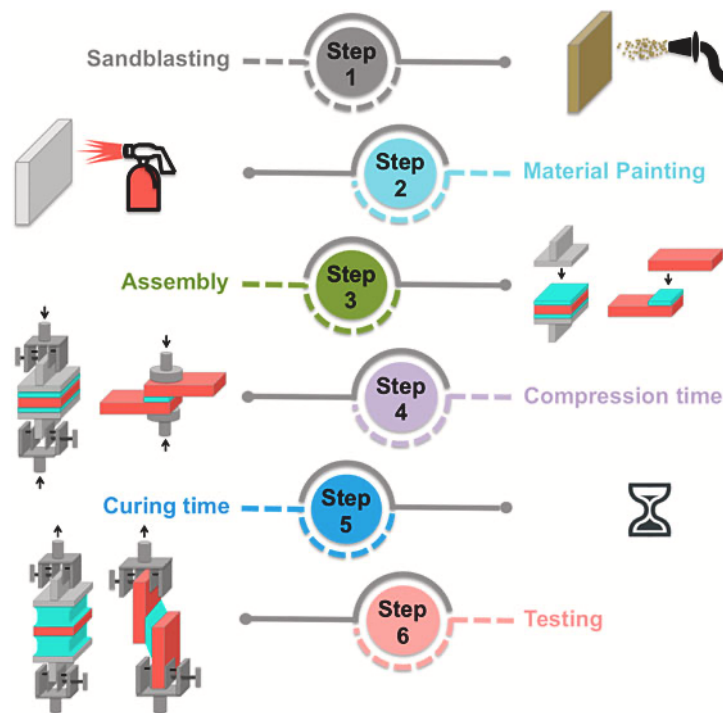 Sandblasting
Step
1
Step
2
Material Painting
Assembly
Step
3
Step
4
Compression time
Curing time
Step
5
Step
6
Testing